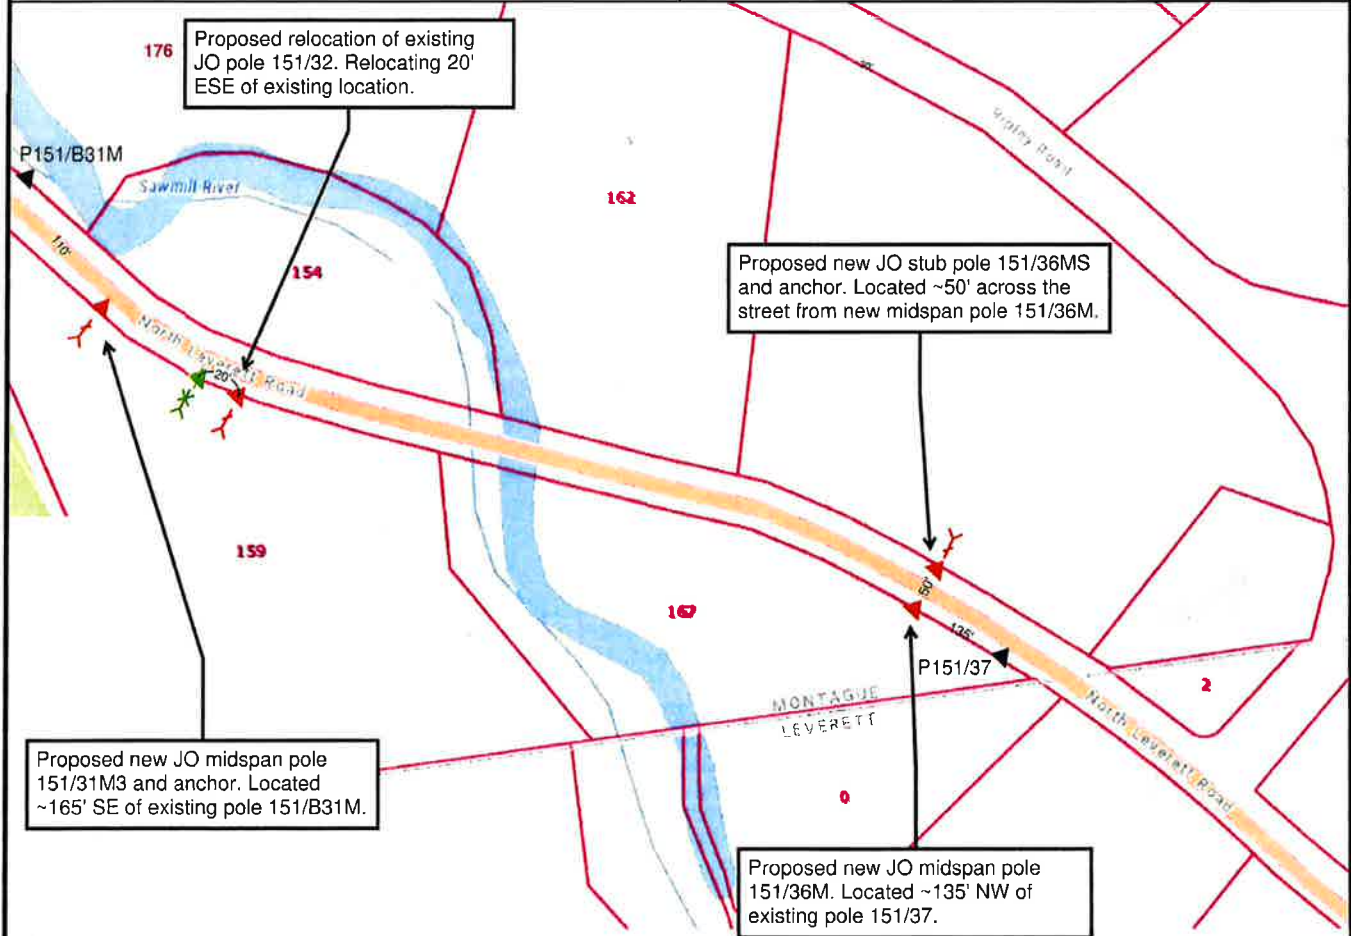 Proposed relocation of existing
JO pole 151/32. Relocating 20'
ESE of existing location.
176
P151/B31M
Sawmill River
Ripley Road
162
154
Proposed new JO stub pole 151/36MS
and anchor. Located ~50' across the
street from new midspan pole 151/36M.
110'
North Leverett Road
20'
159
50'
167
135'
P151/37
MONTAGUE
LEVERETT
2
North Leverett Road
0
Proposed new JO midspan pole
151/31M3 and anchor. Located
~165' SE of existing pole 151/B31M.
Proposed new JO midspan pole
151/36M. Located ~135' NW of
existing pole 151/37.